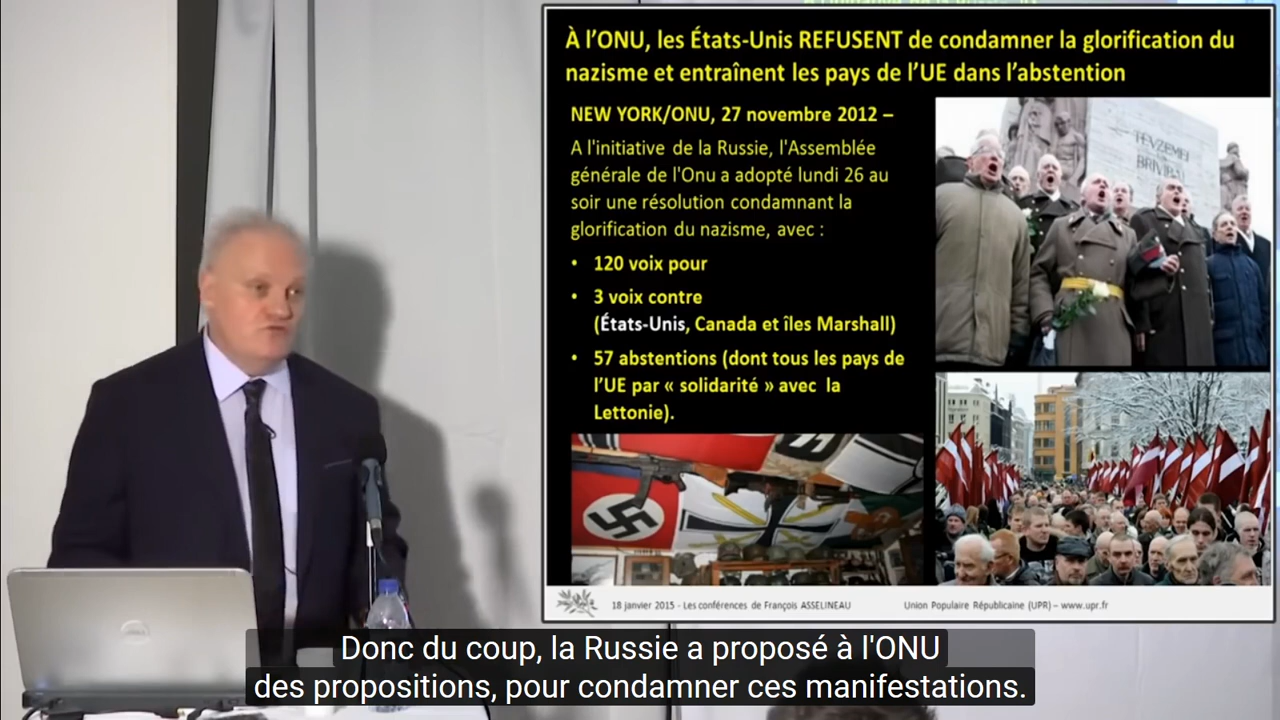 À l'ONU, les États-Unis REFUSENT de condamner la glorification du
nazisme et entraînent les pays de l'UE dans l'abstention
NEW YORK/ONU, 27 novembre 2012 –
A l'initiative de la Russie, l'Assemblée
générale de l'Onu a adopté lundi 26 au
soir une résolution condamnant la
glorification du nazisme, avec :
• 120 voix pour
• 3 voix contre
(États-Unis, Canada et îles Marshall)
• 57 abstentions (dont tous les pays de
l'UE par « solidarité » avec la
Lettonie).
TEVZEMEI
BRIVIBAI
18 janvier 2015 - Les conférences de François ASSELINEAU
Union Populaire Républicaine (UPR) – www.upr.fr
DELL
Donc du coup, la Russie a proposé à l'ONU
des propositions, pour condamner ces manifestations.